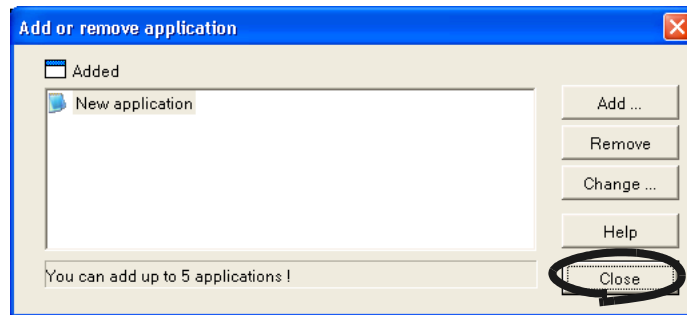 Add or remove application
Added
New application
Add ...
Remove
Change ...
Help
You can add up to 5 applications !
Close